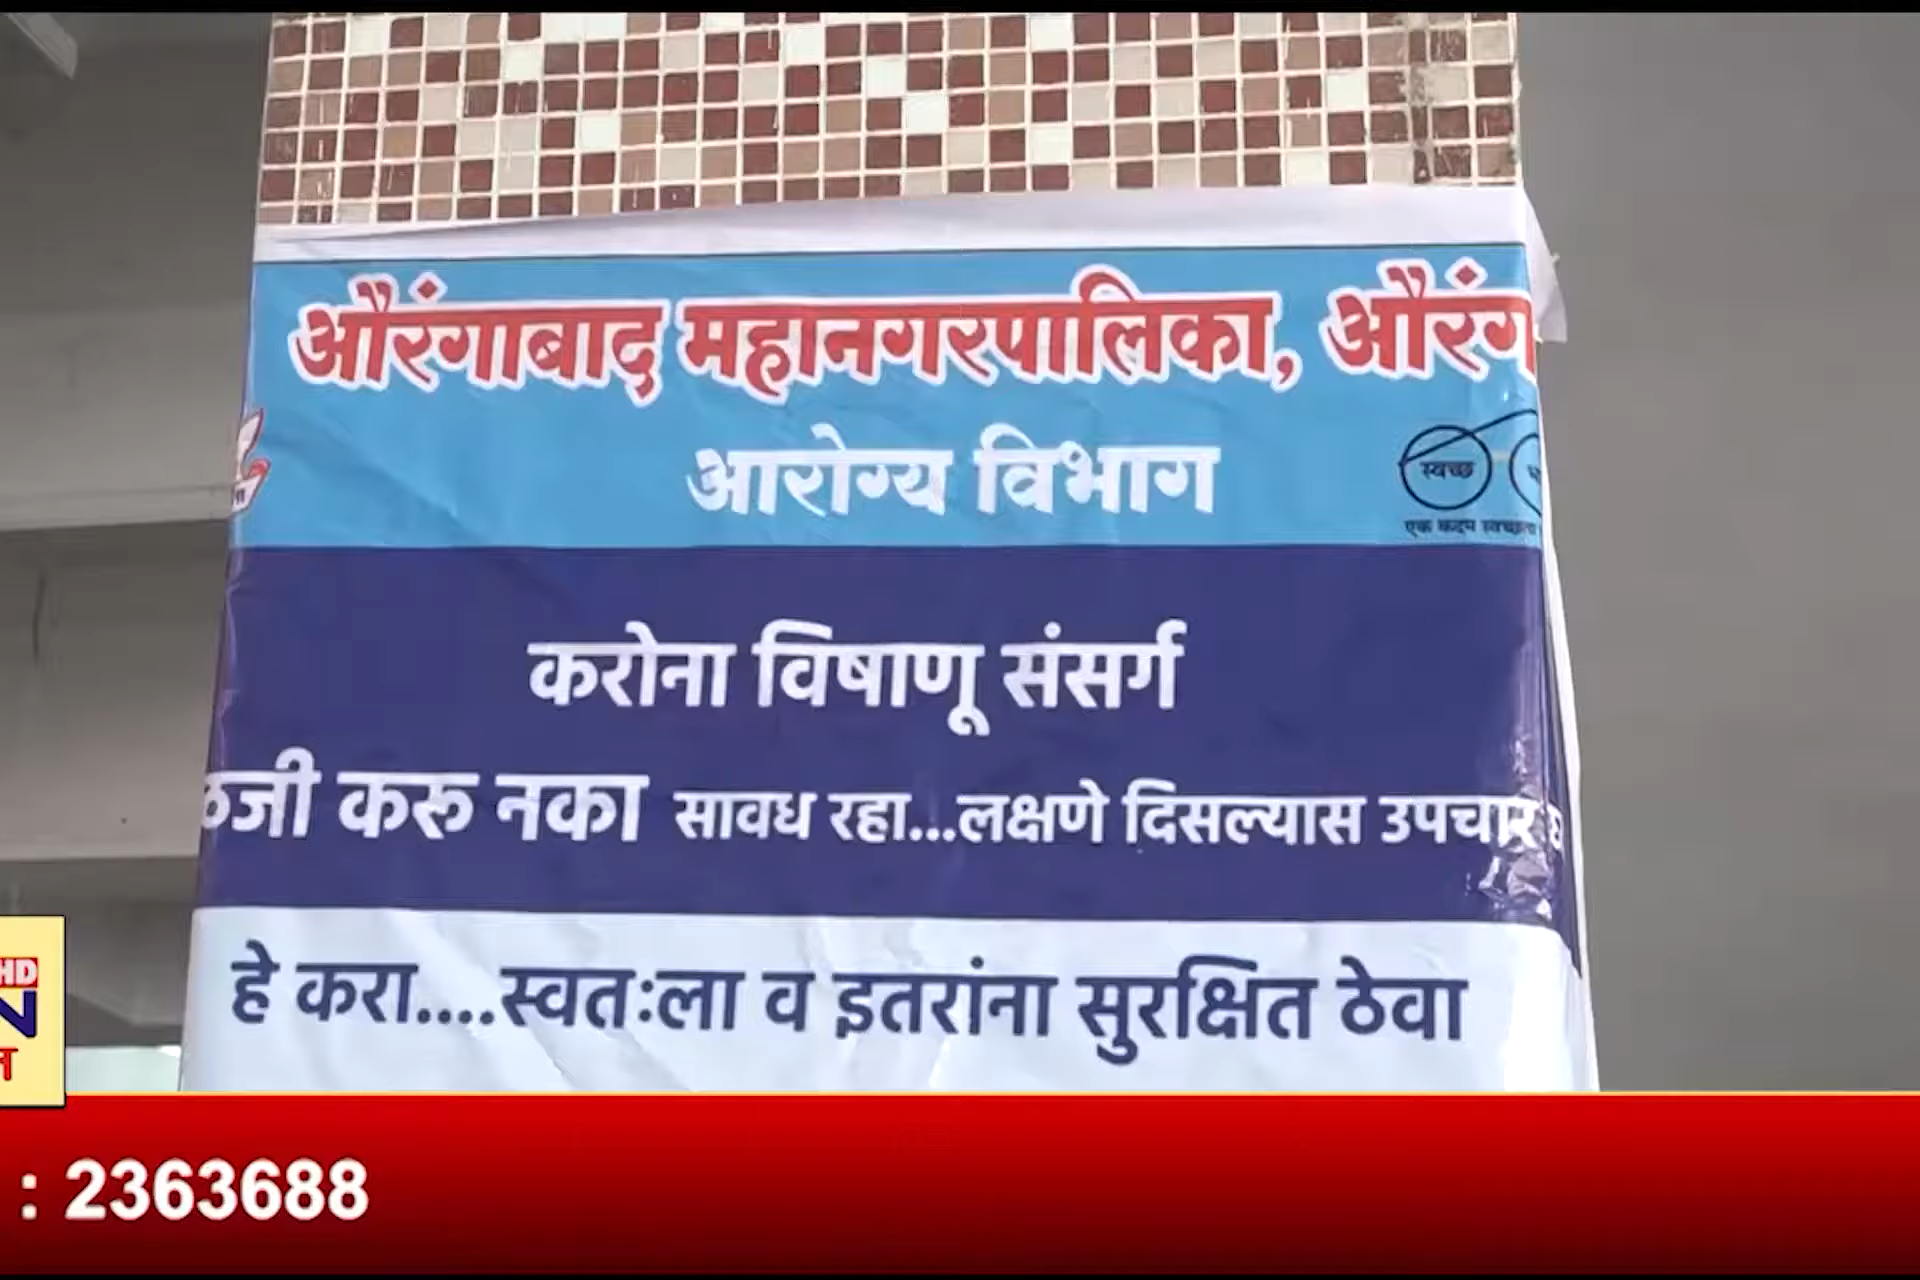 औरंगाबाद महानगरपालिका, औरंग
आरोग्य विभाग
स्वच्छ
एक कदम स्वच्छता
करोना विषाणू संसर्ग
ळजी करू नका सावध रहा...लक्षणे दिसल्यास उपचार
हे करा....स्वतःला व इतरांना सुरक्षित ठेवा
HD
N
: 2363688